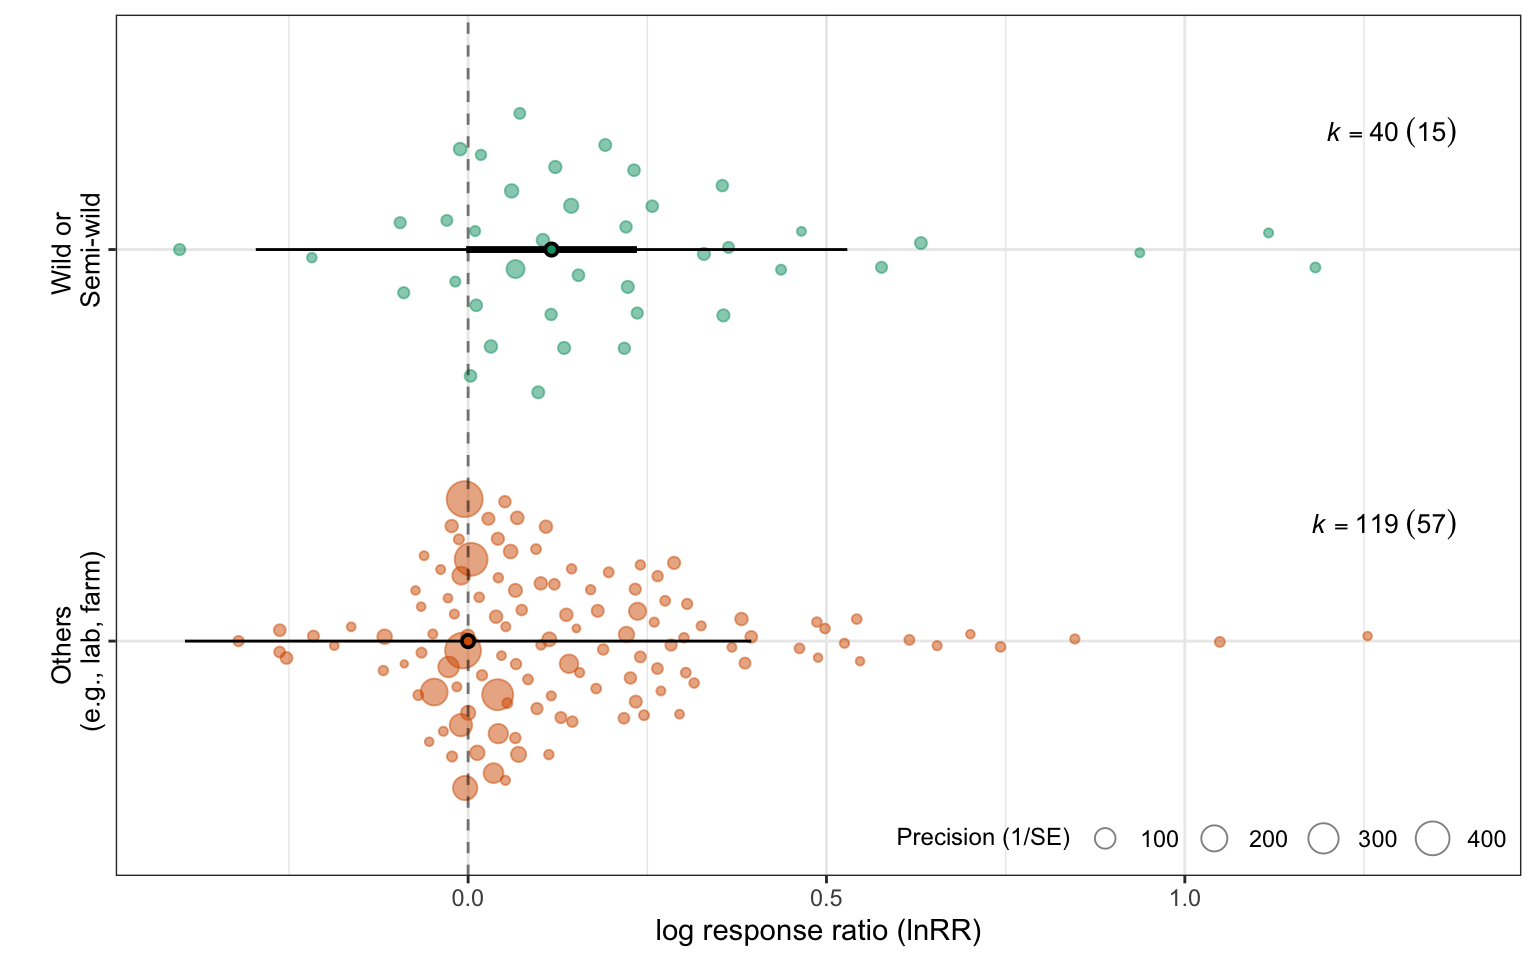 k = 40 (15)
Wild or
Semi-wild
k = 119 (57)
Others
(e.g., lab, farm)
Precision (1/SE) 100 200 300 400
0.0 0.5 1.0
log response ratio (lnRR)